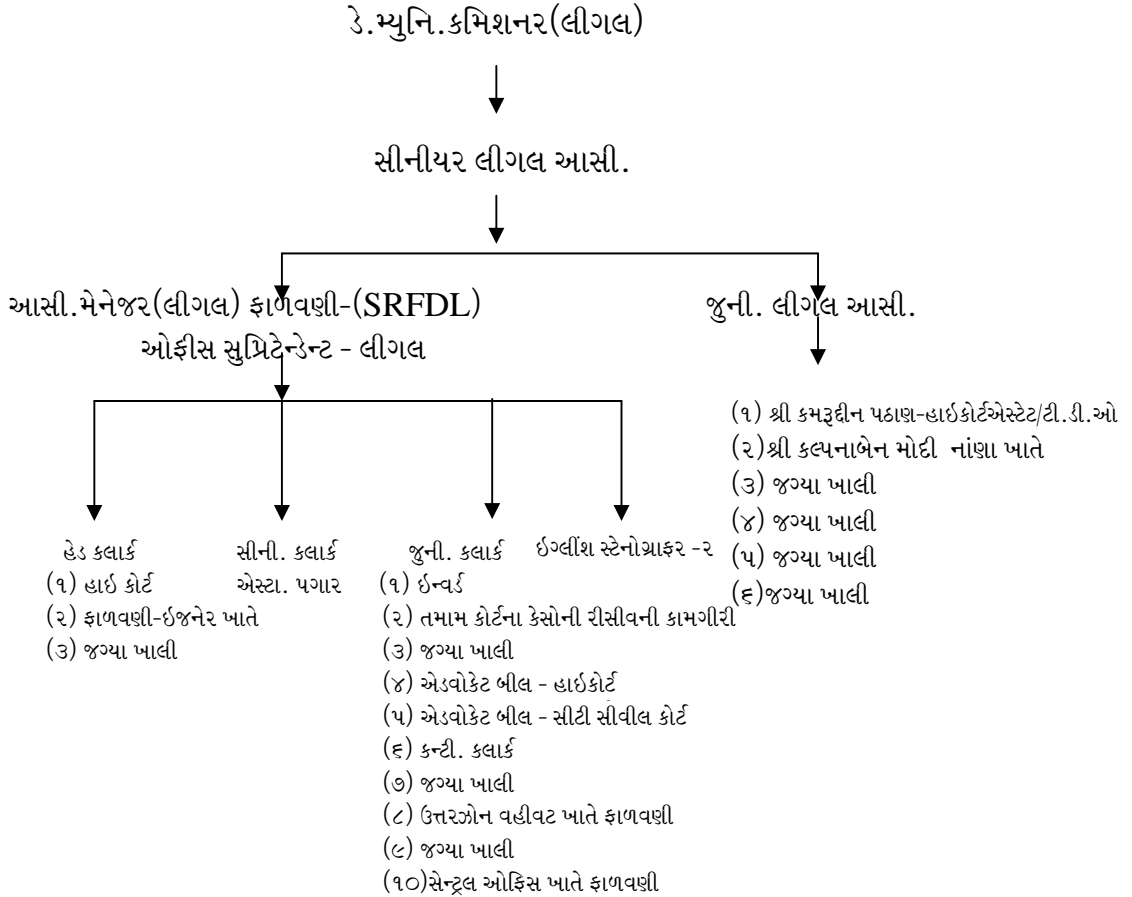 ડે.મ્યુનિ.કમિશનર(લીગલ)
સીનીયર લીગલ આસી.
આસી.મેનેજર(લીગલ) ફાળવણી-(SRFDL)
ઓફીસ સુપ્રિટેન્ડેન્ટ - લીગલ
હેડ કલાર્ક
(૧) હાઇ કોર્ટ
(૨) ફાળવણી-ઇજનેર ખાતે
(૩) જગ્યા ખાલી
સીની. કલાર્ક
એસ્ટા. પગાર
જુની. કલાર્ક
(૧) ઇન્વર્ડ
(૨) તમામ કોર્ટના કેસોની રીસીવની કામગીરી
(૩) જગ્યા ખાલી
(૪) એડવોકેટ બીલ - હાઇકોર્ટ
(૫) એડવોકેટ બીલ - સીટી સીવીલ કોર્ટ
(૬) કન્ટી. કલાર્ક
(૭) જગ્યા ખાલી
(૮) ઉત્તરઝોન વહીવટ ખાતે ફાળવણી
(૯) જગ્યા ખાલી
(૧૦)સેન્ટ્રલ ઓફિસ ખાતે ફાળવણી
ઇંગ્લીંશ સ્ટેનોગ્રાફર -૨
જુની. લીગલ આસી.
(૧) શ્રી કમરૂદ્દીન પઠાણ-હાઇકોર્ટએસ્ટેટ/ટી.ડી.ઓ
(૨)શ્રી કલ્પનાબેન મોદી નાંણા ખાતે
(૩) જગ્યા ખાલી
(૪) જગ્યા ખાલી
(૫) જગ્યા ખાલી
(૬)જગ્યા ખાલી